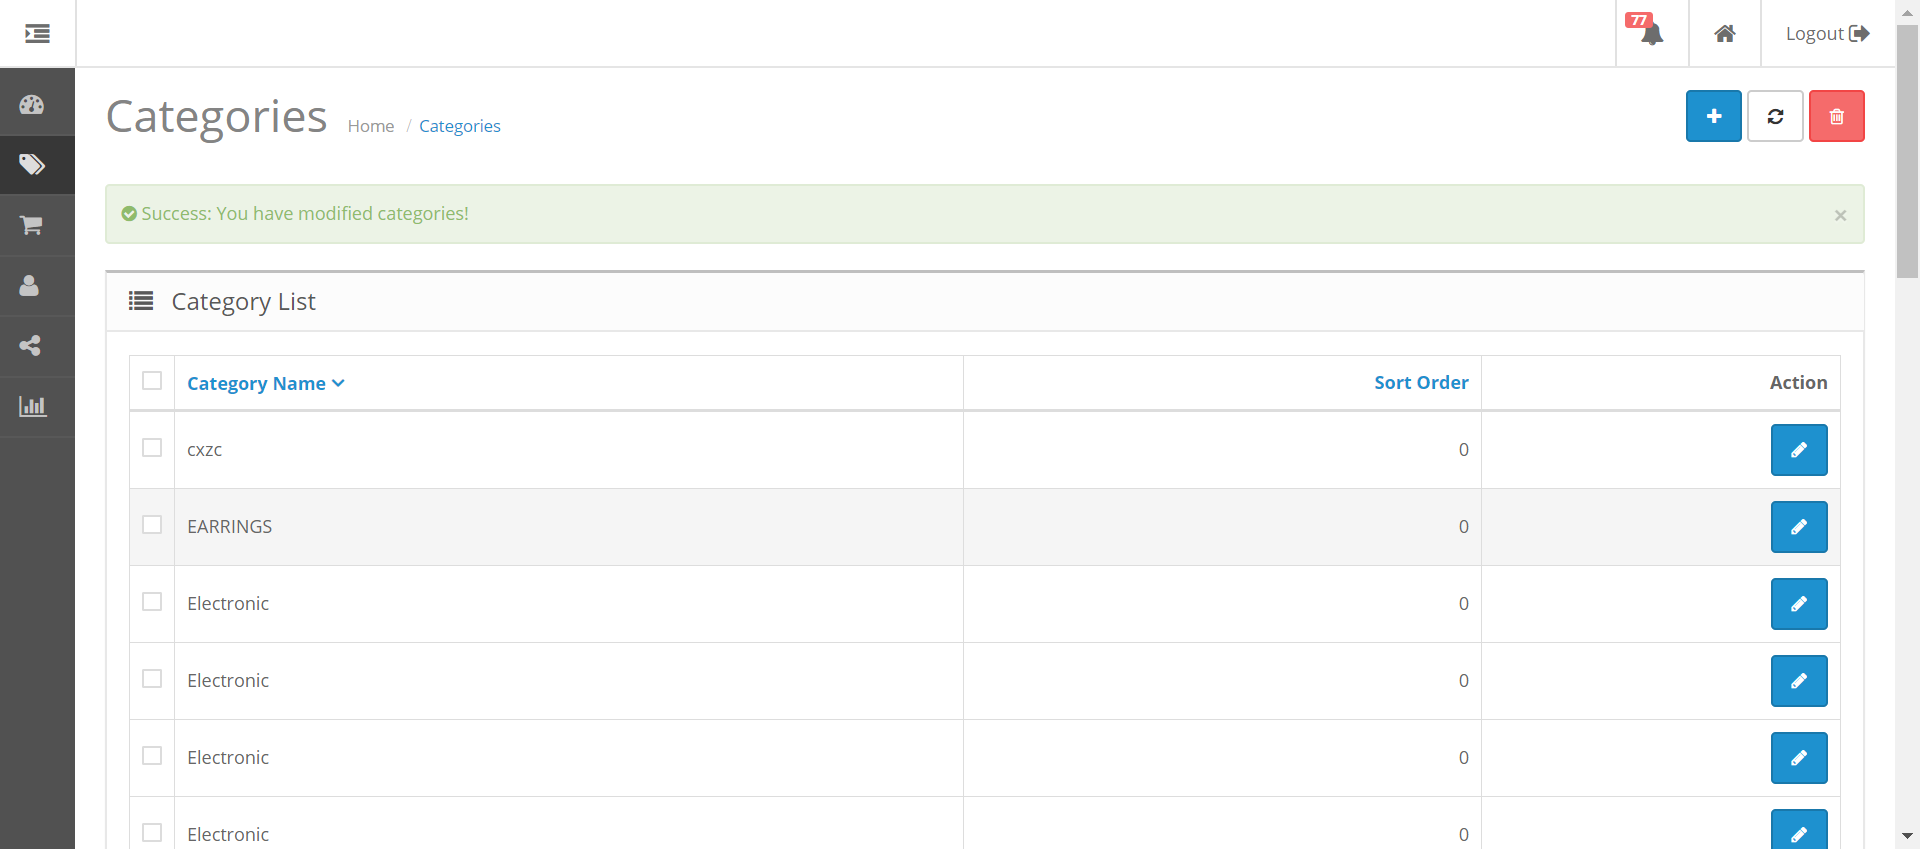 77
Logout
Categories
Home / Categories
Success: You have modified categories!
×
Category List
Category Name Sort Order Action
cxzc 0
EARRINGS 0
Electronic 0
Electronic 0
Electronic 0
Electronic 0